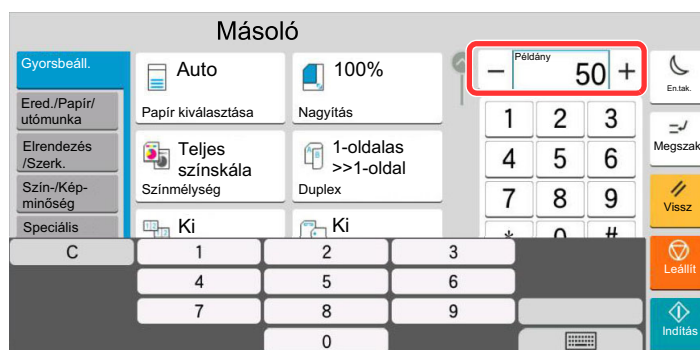 Másoló
Gyorsbeáll.
Ered./Papír/
utómunka
Elrendezés
/Szerk.
Szín-/Kép-
minőség
Speciális
Auto
Papír kiválasztása
100%
Nagyítás
Teljes
színskála
Színmélység
1-oldalas
>>1-oldal
Duplex
Ki
Ki
Példány
− 50 +
1 2 3
4 5 6
7 8 9
* 0 #
En.tak.
Megszak
Vissz
Leállít
Indítás
C 1 2 3
4 5 6
7 8 9
0